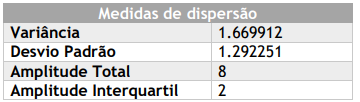 Medidas de dispersão
Variância 1.669912
Desvio Padrão 1.292251
Amplitude Total 8
Amplitude Interquartil 2